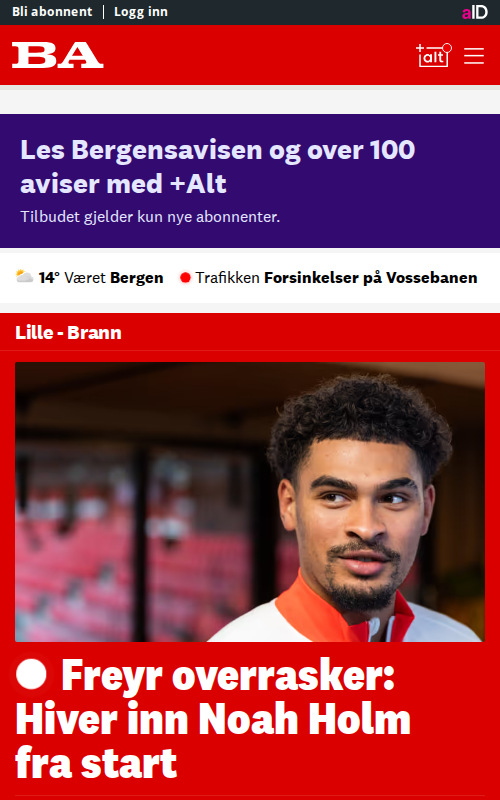 Bli abonnent | Logg inn
aID
BA
+alt
Les Bergensavisen og over 100
aviser med +Alt
Tilbudet gjelder kun nye abonnenter.
14° Været Bergen Trafikken Forsinkelser på Vossebanen
Lille - Brann
Freyr overrasker:
Hiver inn Noah Holm
fra start